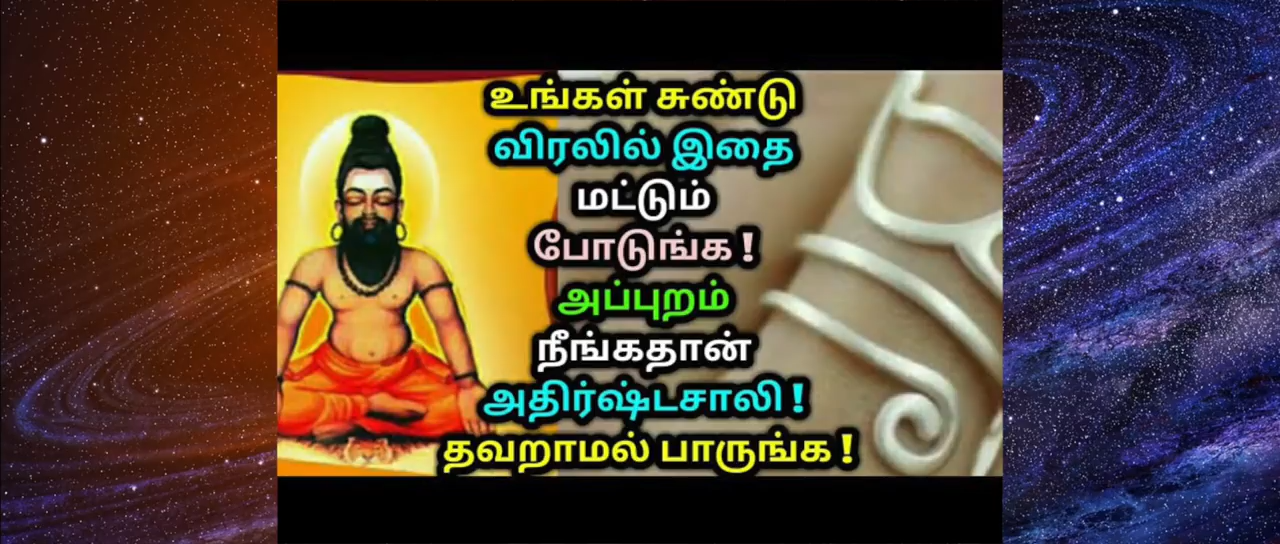 உங்கள் சுண்டு
விரலில் இதை
மட்டும்
போடுங்க !
அப்புறம்
நீங்கதான்
அதிர்ஷ்டசாலி !
தவறாமல் பாருங்க !